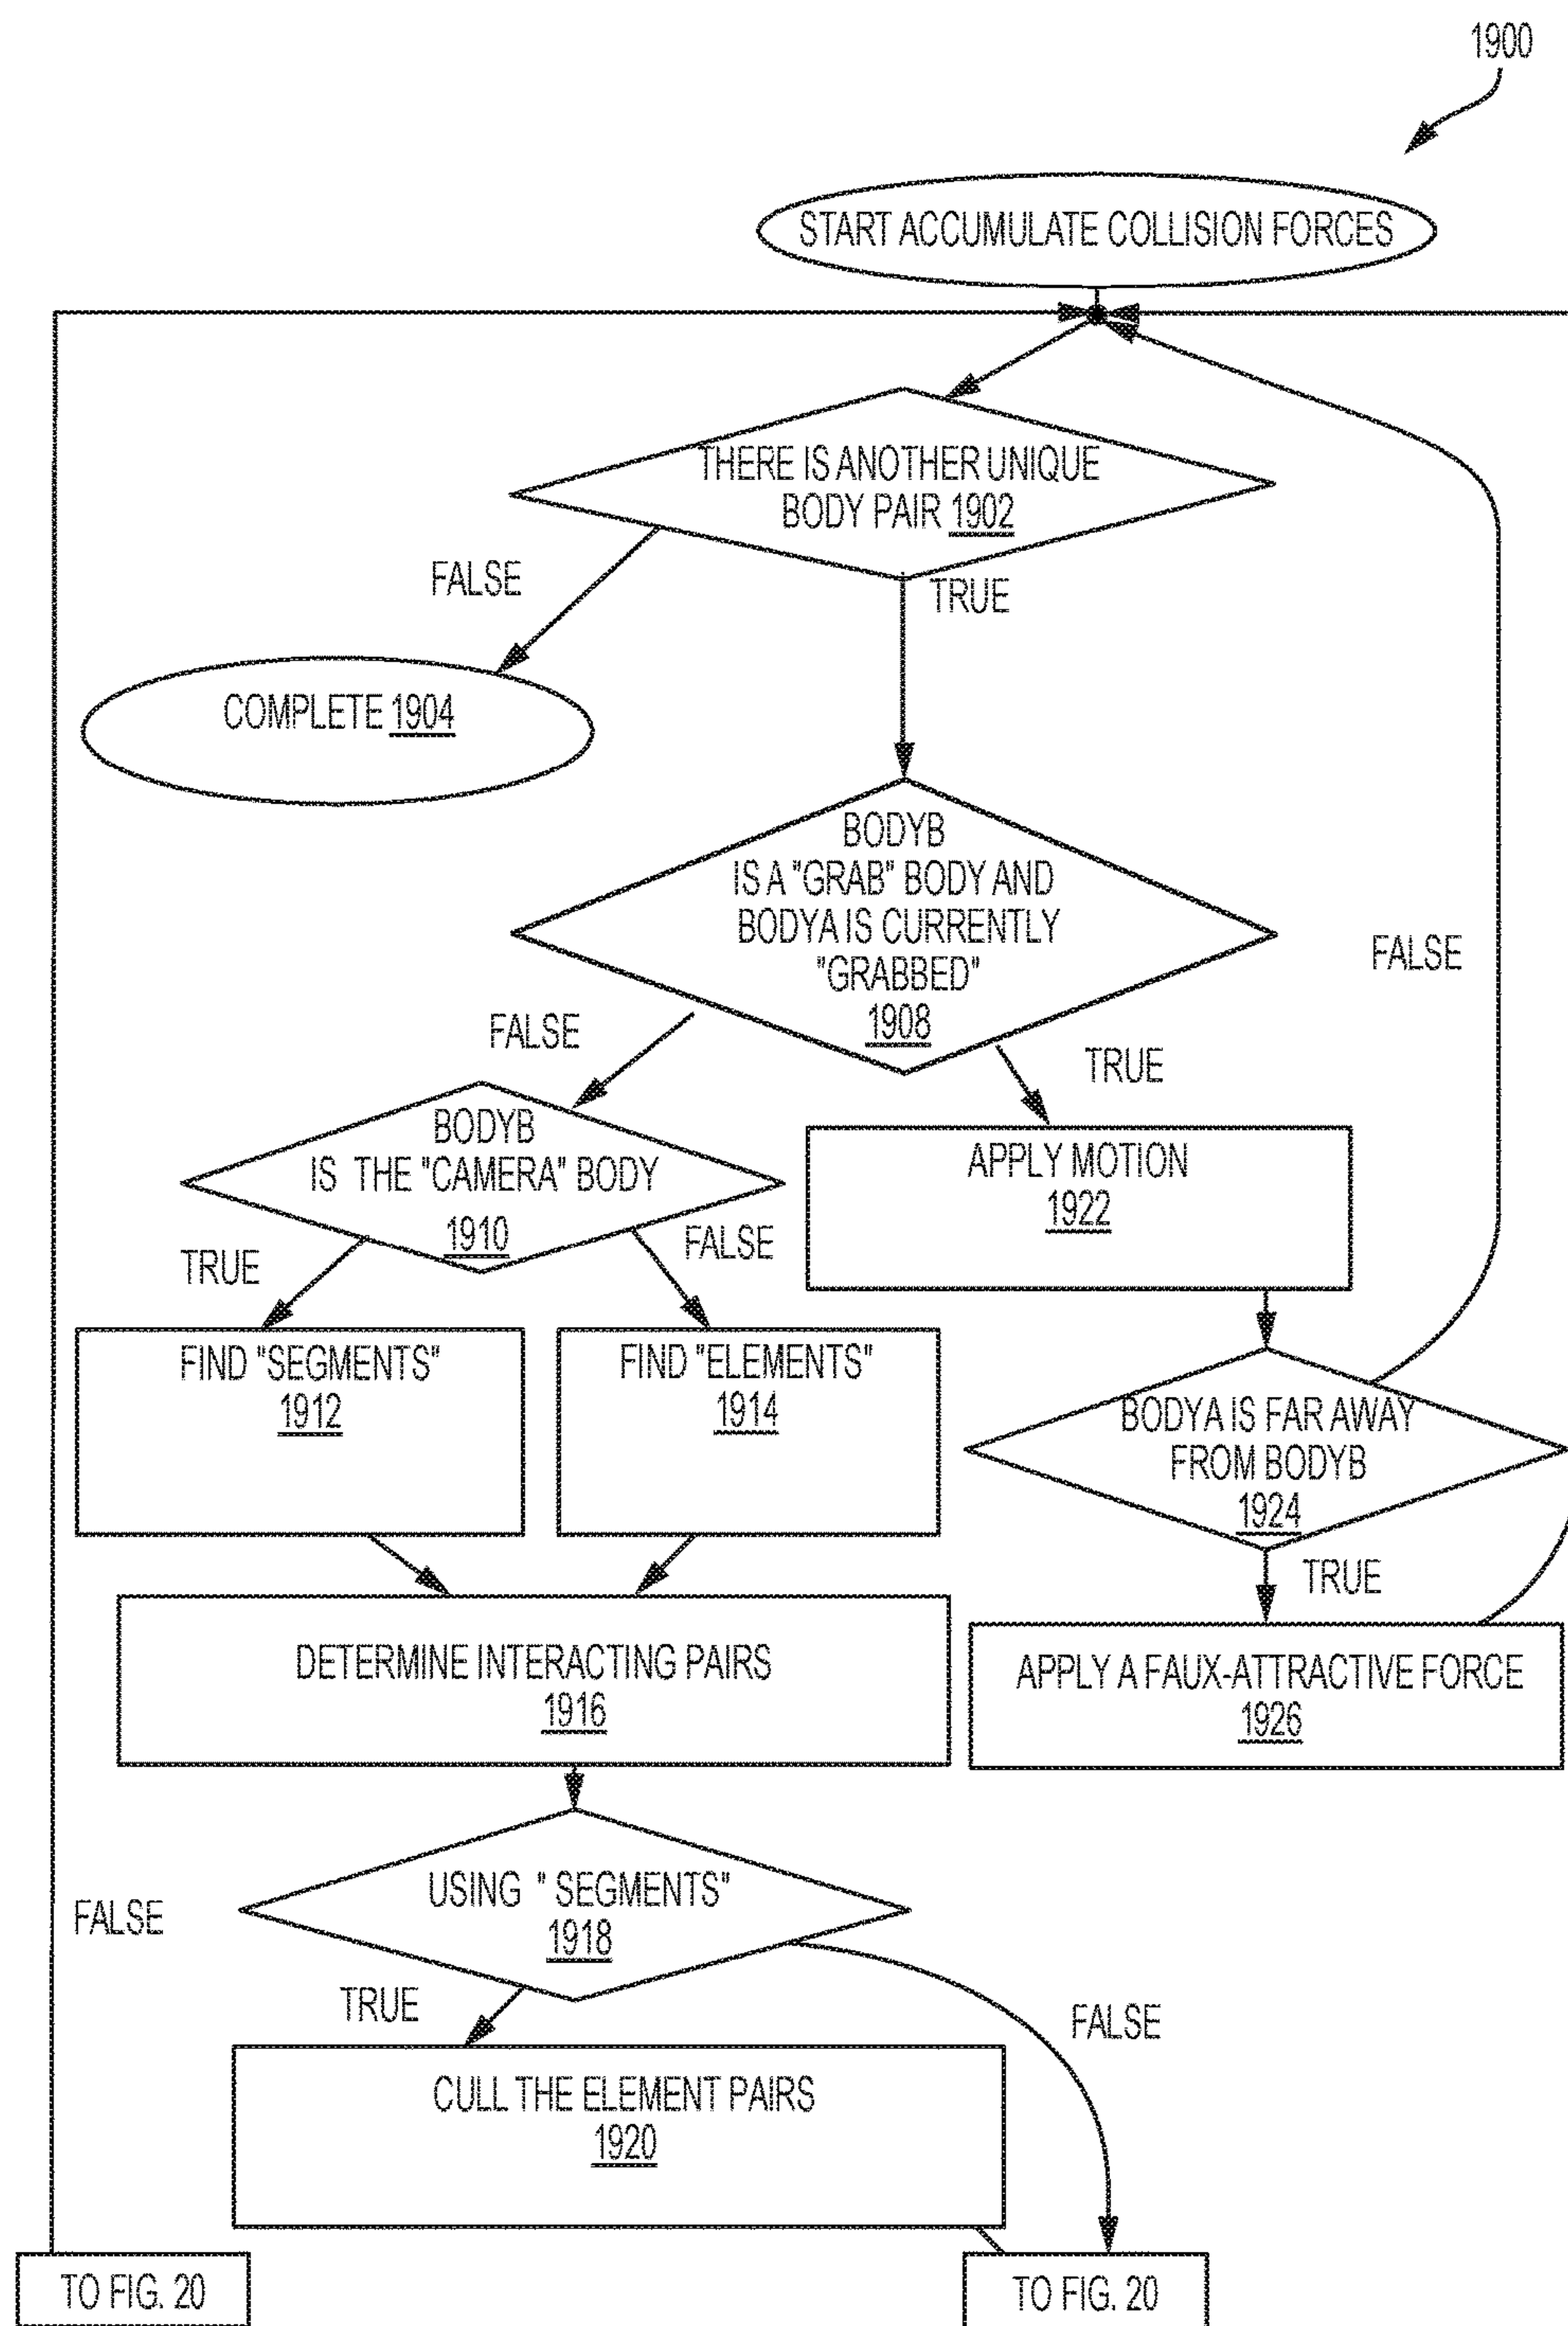 1900
START ACCUMULATE COLLISION FORCES
THERE IS ANOTHER UNIQUE
BODY PAIR 1902
FALSE
TRUE
COMPLETE 1904
BODYB
IS A "GRAB" BODY AND
BODYA IS CURRENTLY
"GRABBED"
1908
FALSE
FALSE
TRUE
BODYB
IS THE "CAMERA" BODY
1910
TRUE
FALSE
APPLY MOTION
1922
FIND "SEGMENTS"
1912
FIND "ELEMENTS"
1914
BODYA IS FAR AWAY
FROM BODYB
1924
TRUE
DETERMINE INTERACTING PAIRS
1916
APPLY A FAUX-ATTRACTIVE FORCE
1926
USING " SEGMENTS"
1918
FALSE
TRUE
FALSE
CULL THE ELEMENT PAIRS
1920
TO FIG. 20
TO FIG. 20